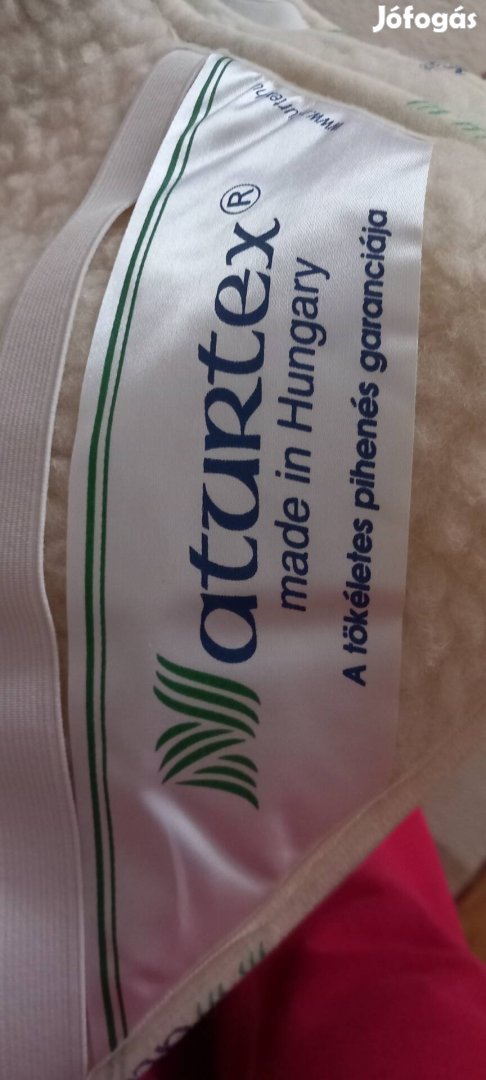 Jófogás
Naturtex®
made in Hungary
A tökéletes pihenés garanciája